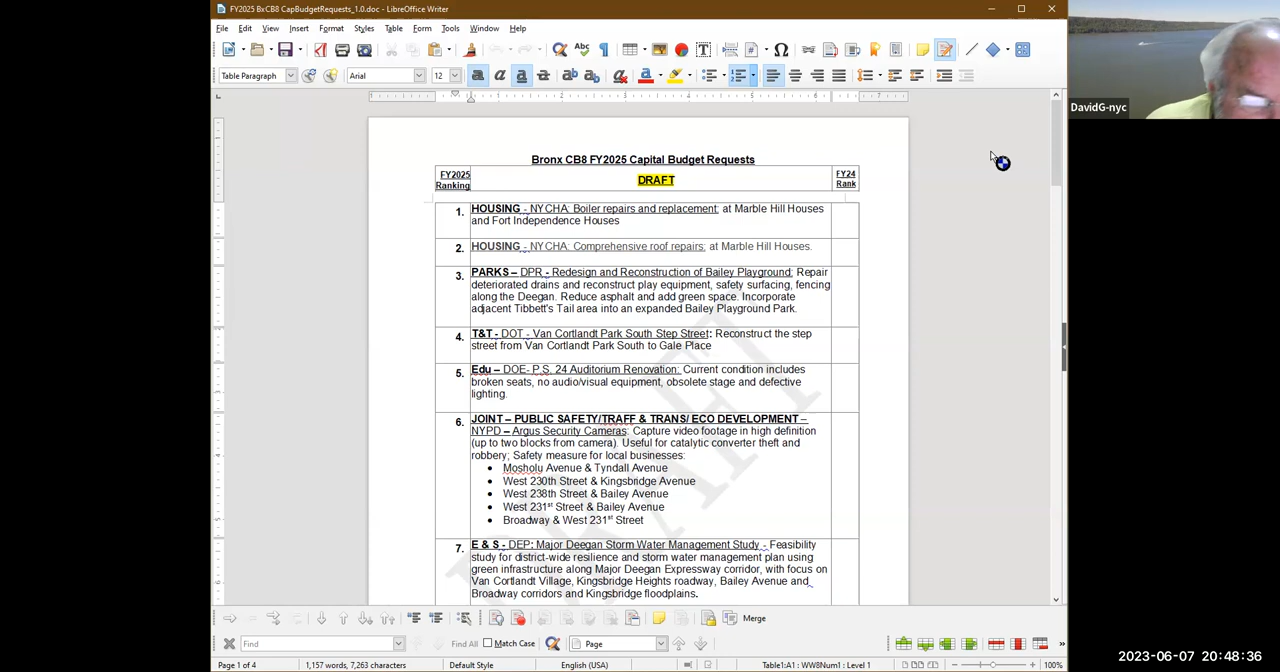 FY2025 BxCB8 CapBudgetRequests_1.0.doc - LibreOffice Writer
File Edit View Insert Format Styles Table Form Tools Window Help
Table Paragraph Arial 12
DavidG-nyc
Bronx CB8 FY2025 Capital Budget Requests
FY2025 Ranking DRAFT FY24 Rank
1. HOUSING - NYCHA: Boiler repairs and replacement: at Marble Hill Houses
and Fort Independence Houses
2. HOUSING - NYCHA: Comprehensive roof repairs: at Marble Hill Houses.
3. PARKS – DPR - Redesign and Reconstruction of Bailey Playground: Repair
deteriorated drains and reconstruct play equipment, safety surfacing, fencing
along the Deegan. Reduce asphalt and add green space. Incorporate
adjacent Tibbett's Tail area into an expanded Bailey Playground Park.
4. T&T - DOT - Van Cortlandt Park South Step Street: Reconstruct the step
street from Van Cortlandt Park South to Gale Place
5. Edu – DOE- P.S. 24 Auditorium Renovation: Current condition includes
broken seats, no audio/visual equipment, obsolete stage and defective
lighting.
6. JOINT – PUBLIC SAFETY/TRAFF & TRANS/ ECO DEVELOPMENT –
NYPD – Argus Security Cameras: Capture video footage in high definition
(up to two blocks from camera). Useful for catalytic converter theft and
robbery; Safety measure for local businesses:
• Mosholu Avenue & Tyndall Avenue
• West 230th Street & Kingsbridge Avenue
• West 238th Street & Bailey Avenue
• West 231st Street & Bailey Avenue
• Broadway & West 231st Street
7. E & S - DEP: Major Deegan Storm Water Management Study - Feasibility
study for district-wide resilience and storm water management plan using
green infrastructure along Major Deegan Expressway corridor, with focus on
Van Cortlandt Village, Kingsbridge Heights roadway, Bailey Avenue and
Broadway corridors and Kingsbridge floodplains.
Merge
Find Find All Match Case Page
Page 1 of 4 1,157 words, 7,263 characters Default Style English (USA) Table1:A1 : WW8Num1 : Level 1 100%
2023-06-07 20:48:36